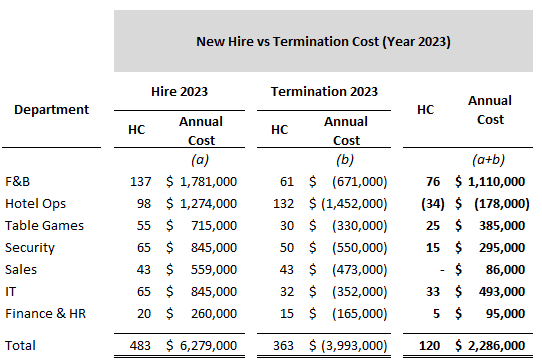 New Hire vs Termination Cost (Year 2023)
Hire 2023 Termination 2023
Department HC Annual Cost HC Annual Cost HC Annual Cost
(a) (b) (a+b)
F&B 137 $ 1,781,000 61 $ (671,000) 76 $ 1,110,000
Hotel Ops 98 $ 1,274,000 132 $ (1,452,000) (34) $ (178,000)
Table Games 55 $ 715,000 30 $ (330,000) 25 $ 385,000
Security 65 $ 845,000 50 $ (550,000) 15 $ 295,000
Sales 43 $ 559,000 43 $ (473,000) - $ 86,000
IT 65 $ 845,000 32 $ (352,000) 33 $ 493,000
Finance & HR 20 $ 260,000 15 $ (165,000) 5 $ 95,000
Total 483 $ 6,279,000 363 $ (3,993,000) 120 $ 2,286,000